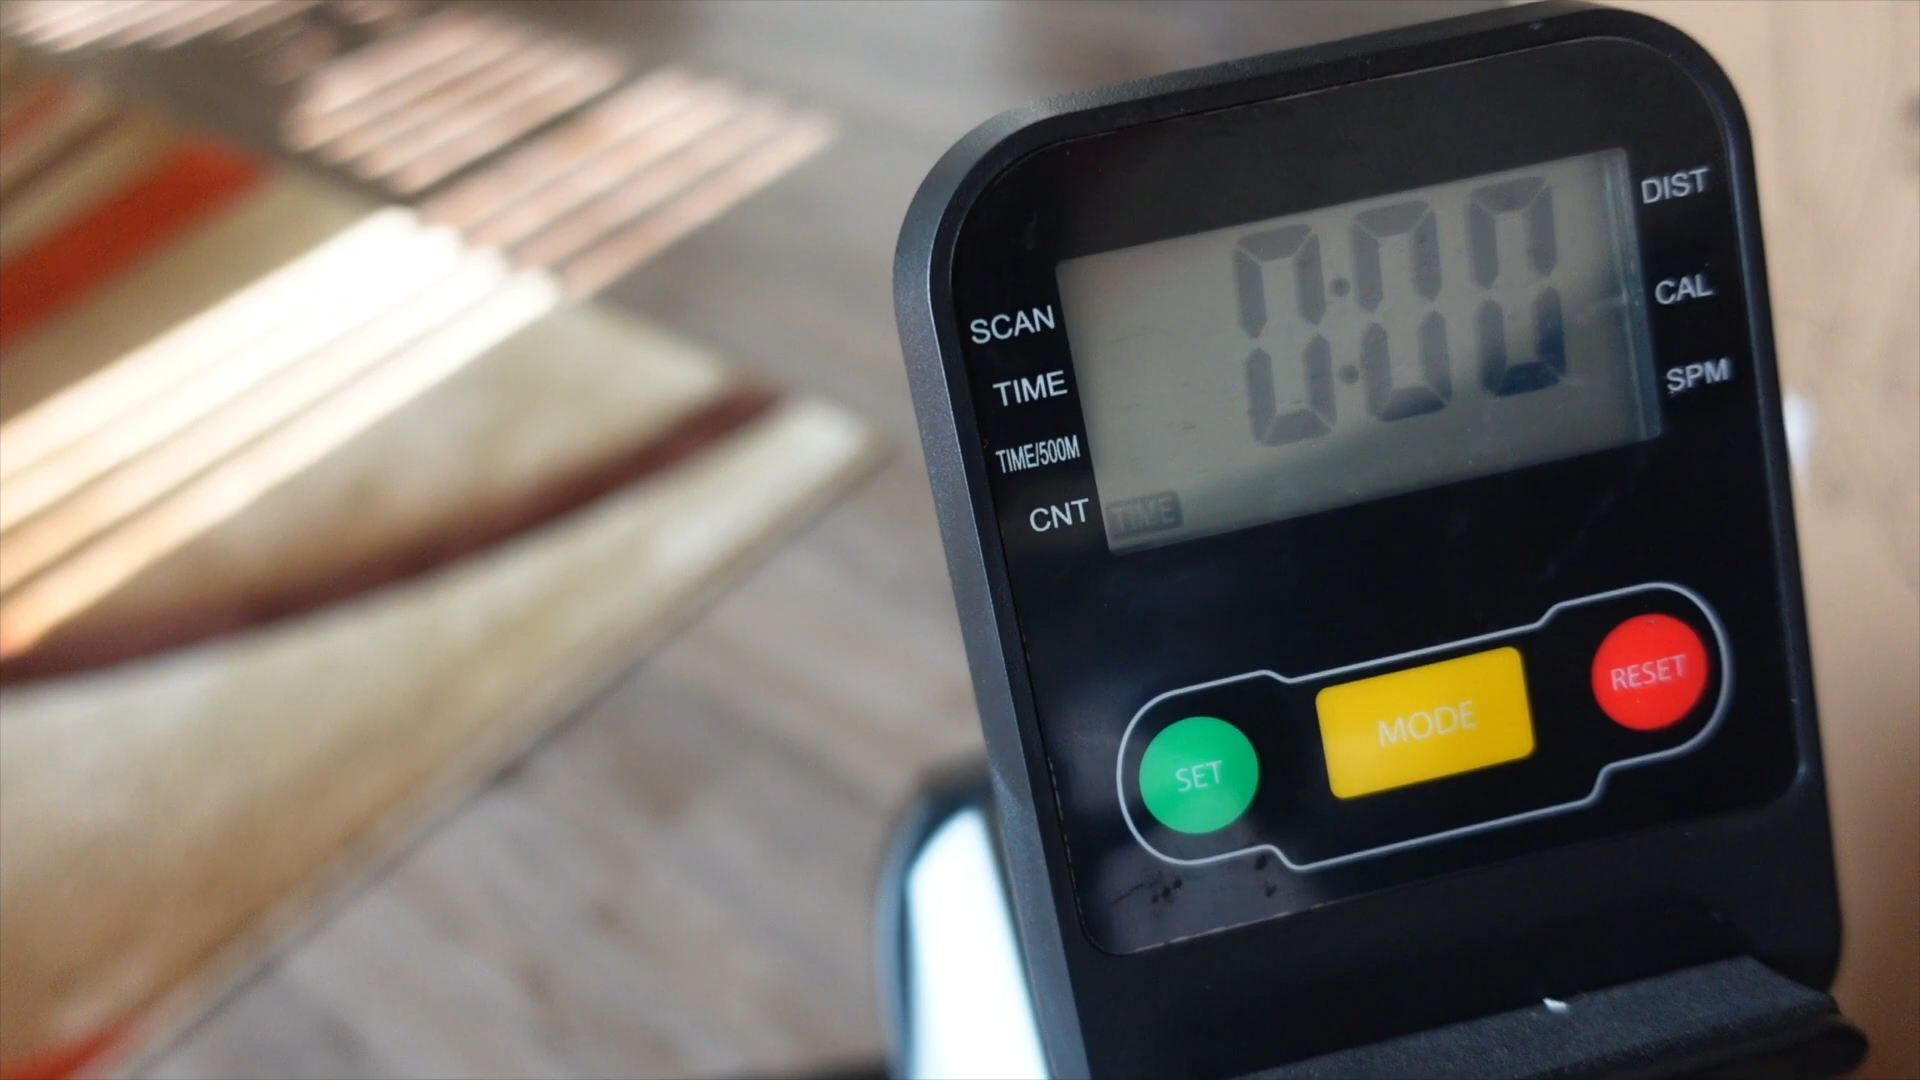 SCAN
TIME
TIME/500M
CNT
0:00
TIME
DIST
CAL
SPM
SET
MODE
RESET